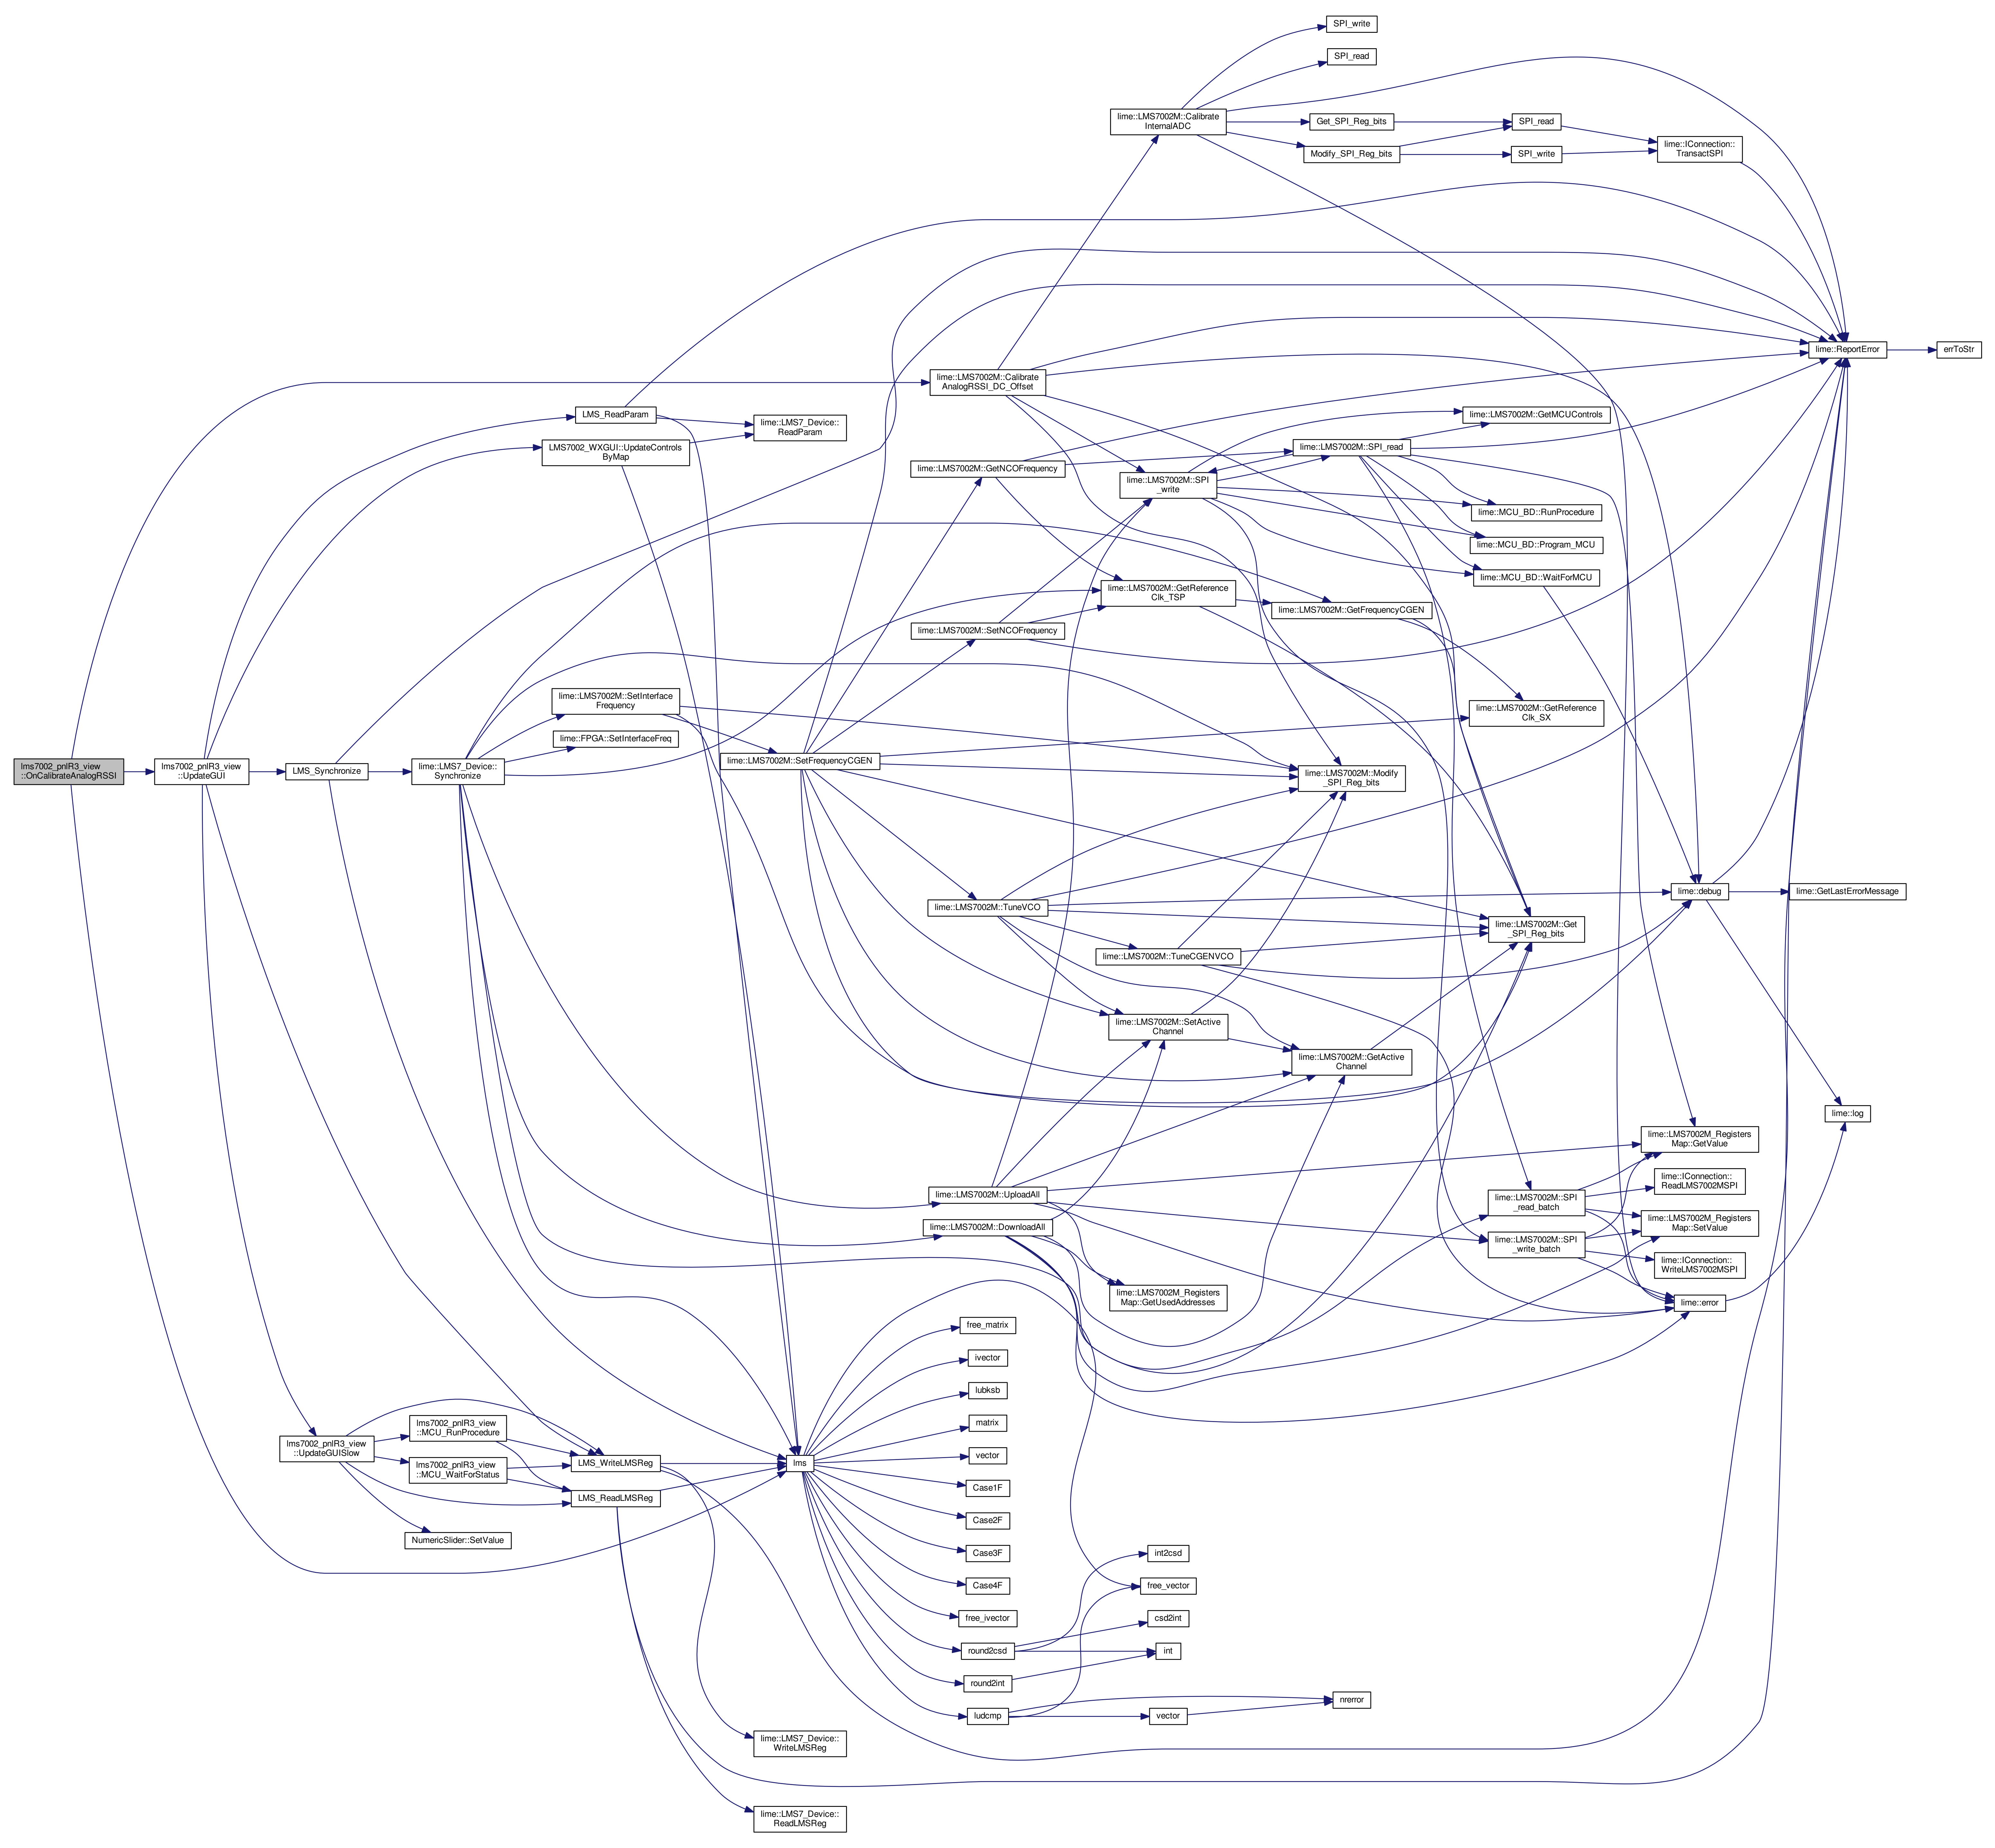 SPI_write
SPI_read
lime::LMS7002M::Calibrate
InternalADC
Get_SPI_Reg_bits
SPI_read
Modify_SPI_Reg_bits
SPI_write
lime::IConnection::
TransactSPI
lime::ReportError
errToStr
lime::LMS7002M::Calibrate
AnalogRSSI_DC_Offset
LMS_ReadParam
lime::LMS7_Device::
ReadParam
lime::LMS7002M::GetMCUControls
LMS7002_WXGUI::UpdateControls
ByMap
lime::LMS7002M::SPI_read
lime::LMS7002M::GetNCOFrequency
lime::LMS7002M::SPI
_write
lime::MCU_BD::RunProcedure
lime::MCU_BD::Program_MCU
lime::MCU_BD::WaitForMCU
lime::LMS7002M::GetReference
Clk_TSP
lime::LMS7002M::GetFrequencyCGEN
lime::LMS7002M::SetNCOFrequency
lime::LMS7002M::SetInterface
Frequency
lime::LMS7002M::GetReference
Clk_SX
lime::FPGA::SetInterfaceFreq
lms7002_pnlR3_view
::OnCalibrateAnalogRSSI
lms7002_pnlR3_view
::UpdateGUI
LMS_Synchronize
lime::LMS7_Device::
Synchronize
lime::LMS7002M::SetFrequencyCGEN
lime::LMS7002M::Modify
_SPI_Reg_bits
lime::debug
lime::GetLastErrorMessage
lime::LMS7002M::TuneVCO
lime::LMS7002M::Get
_SPI_Reg_bits
lime::LMS7002M::TuneCGENVCO
lime::LMS7002M::SetActive
Channel
lime::LMS7002M::GetActive
Channel
lime::log
lime::LMS7002M_Registers
Map::GetValue
lime::IConnection::
ReadLMS7002MSPI
lime::LMS7002M::UploadAll
lime::LMS7002M::SPI
_read_batch
lime::LMS7002M::DownloadAll
lime::LMS7002M_Registers
Map::SetValue
lime::LMS7002M::SPI
_write_batch
lime::IConnection::
WriteLMS7002MSPI
lime::LMS7002M_Registers
Map::GetUsedAddresses
lime::error
free_matrix
ivector
lubksb
matrix
vector
Case1F
Case2F
Case3F
Case4F
free_ivector
round2csd
round2int
ludcmp
lms7002_pnlR3_view
::UpdateGUISlow
lms7002_pnlR3_view
::MCU_RunProcedure
lms7002_pnlR3_view
::MCU_WaitForStatus
LMS_WriteLMSReg
LMS_ReadLMSReg
lms
NumericSlider::SetValue
int2csd
free_vector
csd2int
int
vector
nrerror
lime::LMS7_Device::
WriteLMSReg
lime::LMS7_Device::
ReadLMSReg